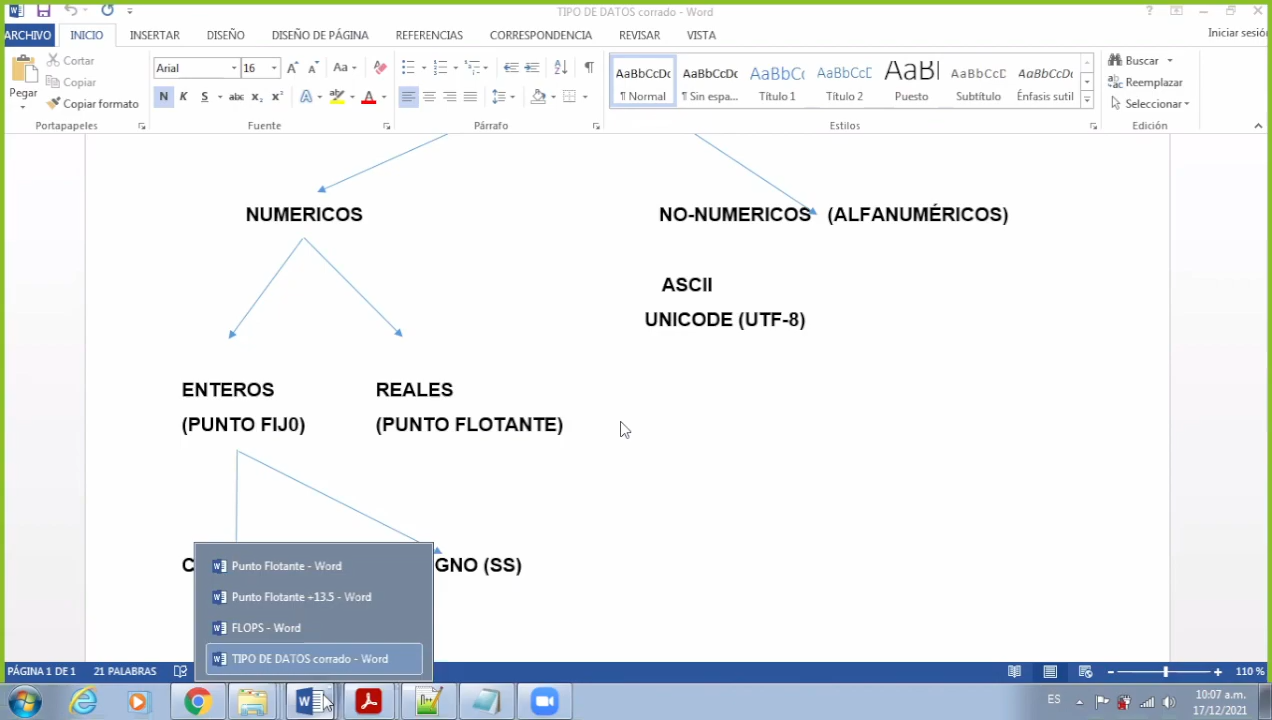 TIPO DE DATOS corrado - Word
ARCHIVO INICIO INSERTAR DISEÑO DISEÑO DE PÁGINA REFERENCIAS CORRESPONDENCIA REVISAR VISTA Iniciar sesió
Pegar
Cortar
Copiar
Copiar formato
Portapapeles
Arial 16
Fuente
Párrafo
AaBbCcDc AaBbCcDc AaBbCc AaBbCcC AaBl AaBbCcC AaBbCcDc
¶ Normal ¶ Sin espa... Título 1 Título 2 Puesto Subtítulo Énfasis sutil
Estilos
Buscar
Reemplazar
Seleccionar
Edición
NUMERICOS NO-NUMERICOS (ALFANUMÉRICOS)
ASCII
UNICODE (UTF-8)
ENTEROS REALES
(PUNTO FIJ0) (PUNTO FLOTANTE)
C GNO (SS)
Punto Flotante - Word
Punto Flotante +13.5 - Word
FLOPS - Word
TIPO DE DATOS corrado - Word
PÁGINA 1 DE 1 21 PALABRAS 110 %
ES 10:07 a.m.
17/12/2021